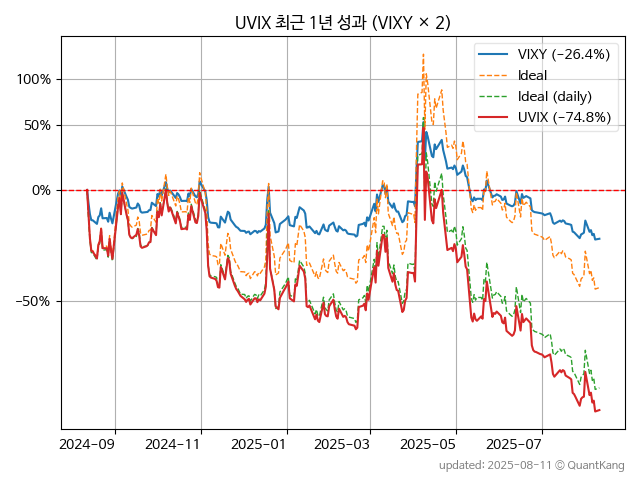 UVIX 최근 1년 성과 (VIXY × 2)
VIXY (−26.4%)
Ideal
Ideal (daily)
UVIX (−74.8%)
100%
50%
0%
−50%
2024−09
2024−11
2025−01
2025−03
2025−05
2025−07
updated: 2025−08−11 © QuantKang